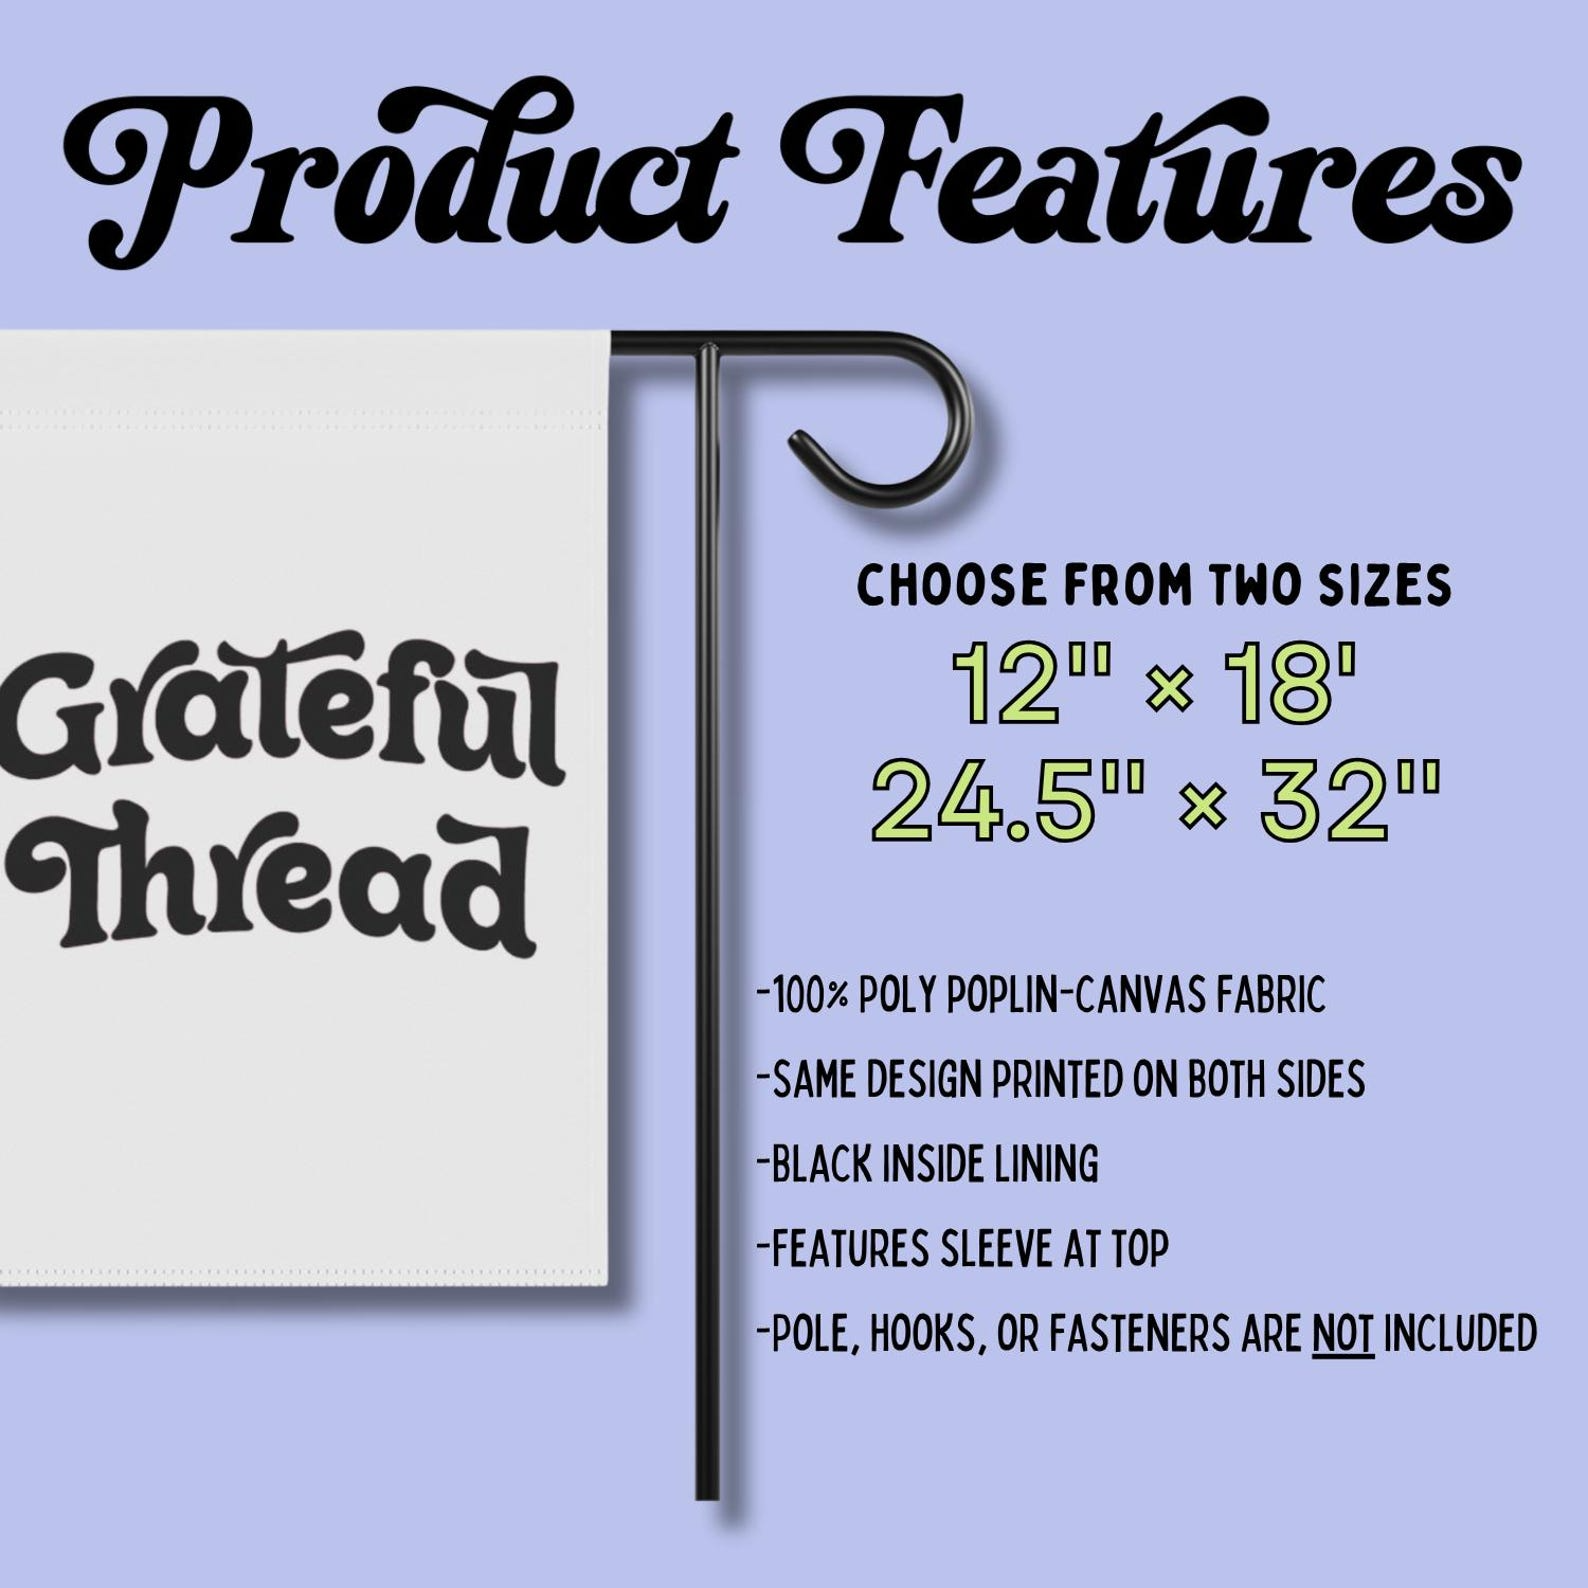 Product Features
Grateful
Thread
CHOOSE FROM TWO SIZES
12" × 18'
24.5" × 32"
-100% POLY POPLIN-CANVAS FABRIC
-SAME DESIGN PRINTED ON BOTH SIDES
-BLACK INSIDE LINING
-FEATURES SLEEVE AT TOP
-POLE, HOOKS, OR FASTENERS ARE NOT INCLUDED